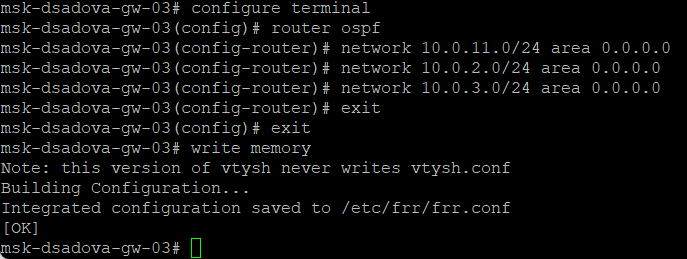 msk-dsadova-gw-03# configure terminal
msk-dsadova-gw-03(config)# router ospf
msk-dsadova-gw-03(config-router)# network 10.0.11.0/24 area 0.0.0.0
msk-dsadova-gw-03(config-router)# network 10.0.2.0/24 area 0.0.0.0
msk-dsadova-gw-03(config-router)# network 10.0.3.0/24 area 0.0.0.0
msk-dsadova-gw-03(config-router)# exit
msk-dsadova-gw-03(config)# exit
msk-dsadova-gw-03# write memory
Note: this version of vtysh never writes vtysh.conf
Building Configuration...
Integrated configuration saved to /etc/frr/frr.conf
[OK]
msk-dsadova-gw-03#